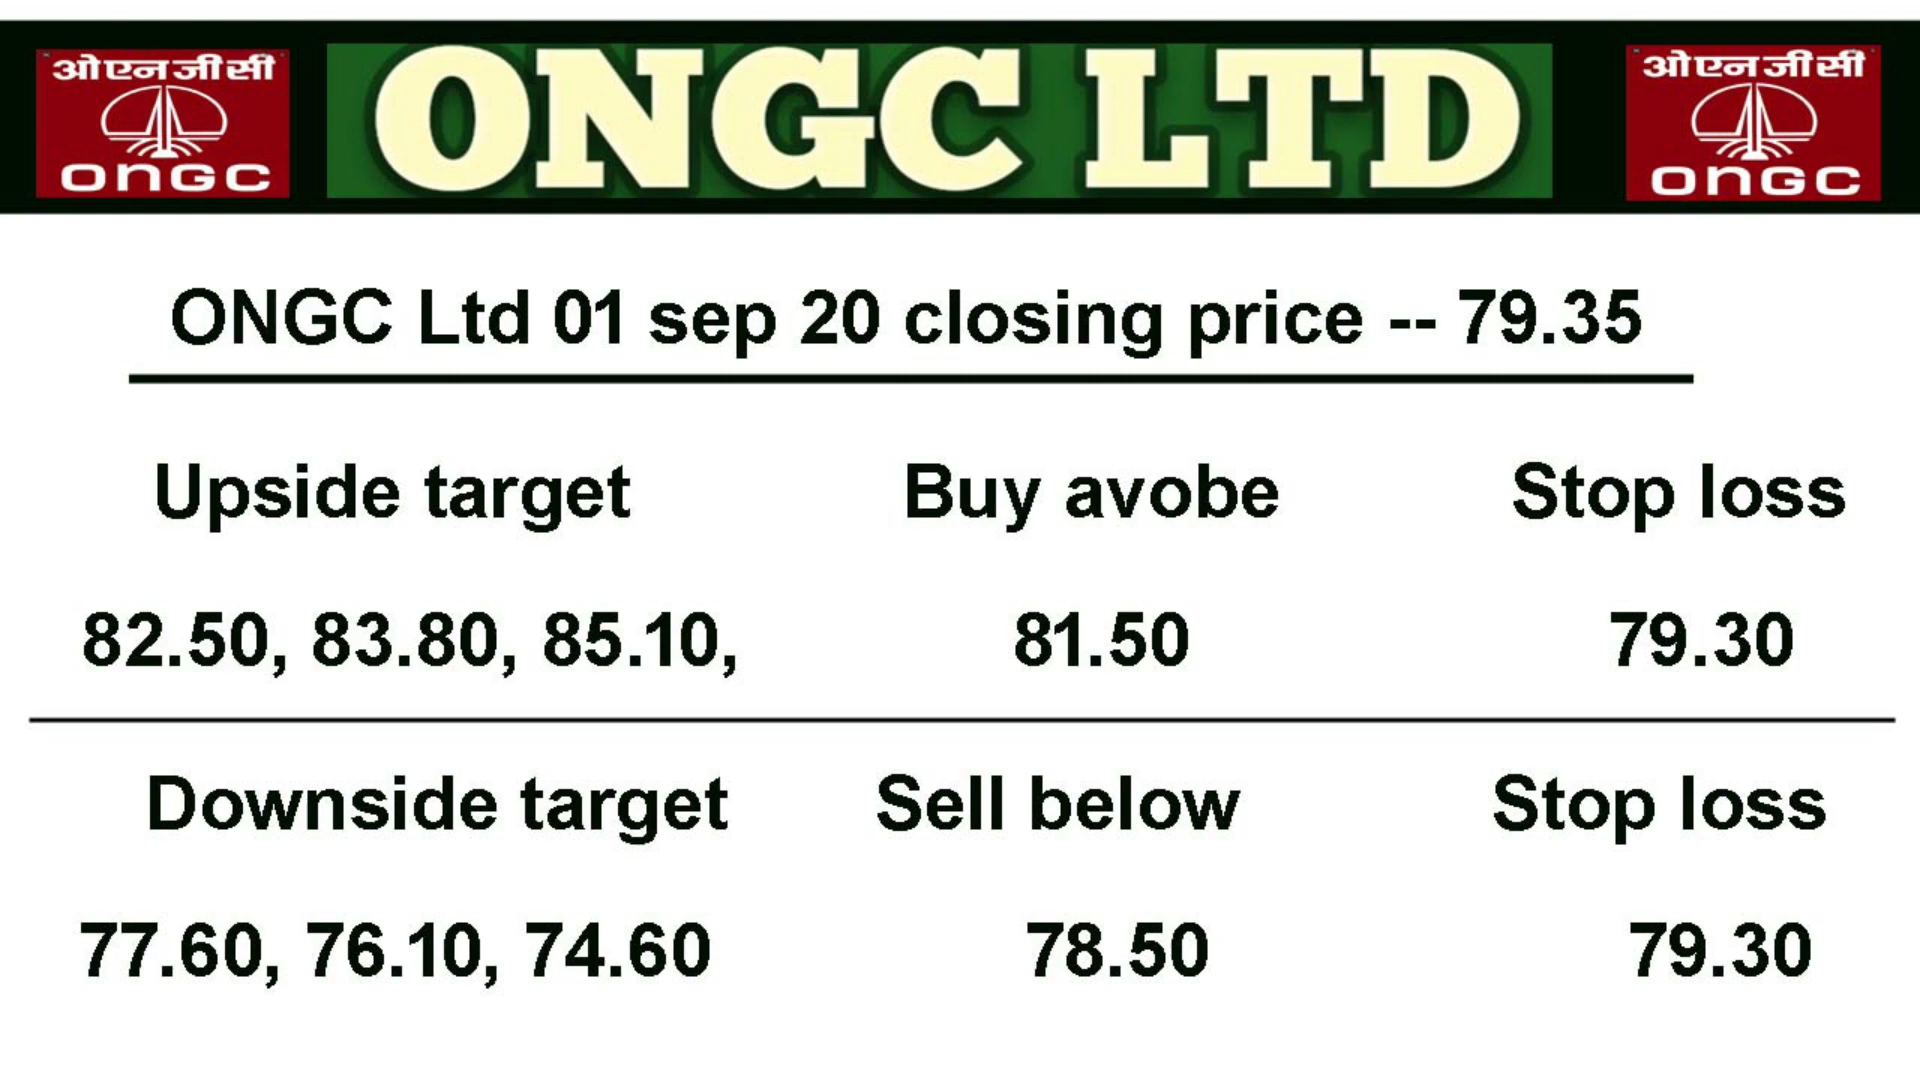 ओएनजीसी
ONGC
ONGC LTD
ओएनजीसी
ONGC
ONGC Ltd 01 sep 20 closing price -- 79.35
Upside target Buy avobe Stop loss
82.50, 83.80, 85.10, 81.50 79.30
Downside target Sell below Stop loss
77.60, 76.10, 74.60 78.50 79.30